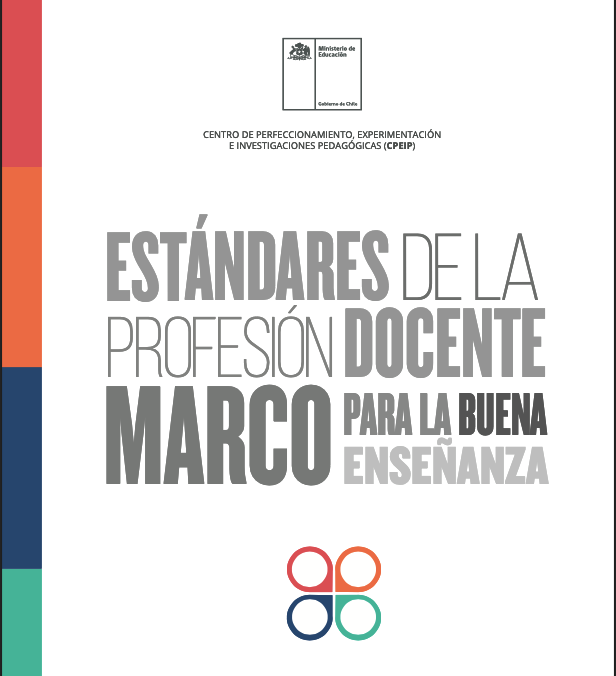 Ministerio de
Educación
Gobierno de Chile
CENTRO DE PERFECCIONAMIENTO, EXPERIMENTACIÓN
E INVESTIGACIONES PEDAGÓGICAS (CPEIP)
ESTÁNDARES DE LA
PROFESIÓN DOCENTE
MARCO PARA LA BUENA
ENSEÑANZA